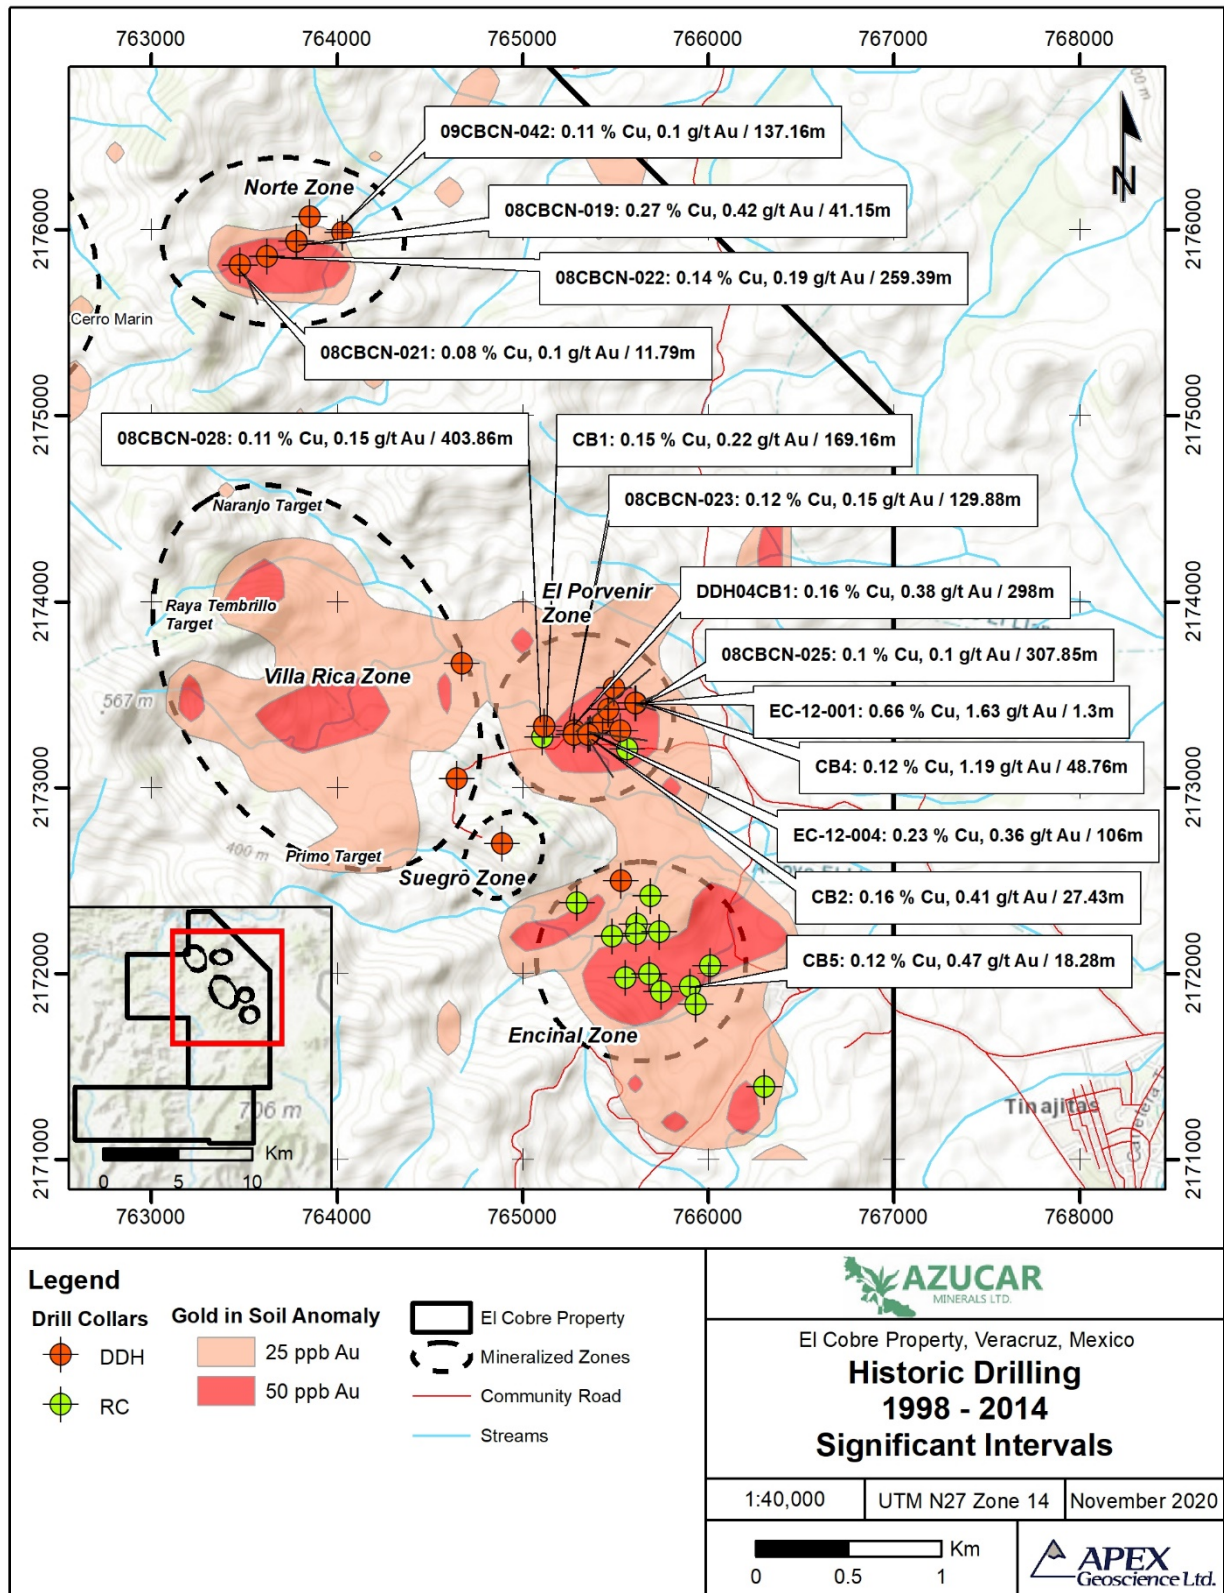 763000 764000 765000 766000 767000 768000
2176000
2175000
2174000
2173000
2172000
2171000
2176000
2175000
2174000
2173000
2172000
2171000
N
09CBCN-042: 0.11 % Cu, 0.1 g/t Au / 137.16m
Norte Zone
08CBCN-019: 0.27 % Cu, 0.42 g/t Au / 41.15m
08CBCN-022: 0.14 % Cu, 0.19 g/t Au / 259.39m
Cerro Marin
08CBCN-021: 0.08 % Cu, 0.1 g/t Au / 11.79m
08CBCN-028: 0.11 % Cu, 0.15 g/t Au / 403.86m
CB1: 0.15 % Cu, 0.22 g/t Au / 169.16m
08CBCN-023: 0.12 % Cu, 0.15 g/t Au / 129.88m
Naranjo Target
DDH04CB1: 0.16 % Cu, 0.38 g/t Au / 298m
El Porvenir
Zone
Raya Tembrillo
Target
08CBCN-025: 0.1 % Cu, 0.1 g/t Au / 307.85m
Villa Rica Zone
567 m
EC-12-001: 0.66 % Cu, 1.63 g/t Au / 1.3m
CB4: 0.12 % Cu, 1.19 g/t Au / 48.76m
EC-12-004: 0.23 % Cu, 0.36 g/t Au / 106m
400 m
Primo Target
Suegro Zone
CB2: 0.16 % Cu, 0.41 g/t Au / 27.43m
CB5: 0.12 % Cu, 0.47 g/t Au / 18.28m
Encinal Zone
706 m
Tinajitas
Km
0 5 10
763000 764000 765000 766000 767000 768000
Legend
Drill Collars
DDH
RC
Gold in Soil Anomaly
25 ppb Au
50 ppb Au
El Cobre Property
Mineralized Zones
Community Road
Streams
AZUCAR
MINERALS LTD.
El Cobre Property, Veracruz, Mexico
Historic Drilling
1998 - 2014
Significant Intervals
1:40,000 UTM N27 Zone 14 November 2020
Km
0 0.5 1
APEX
Geoscience Ltd.